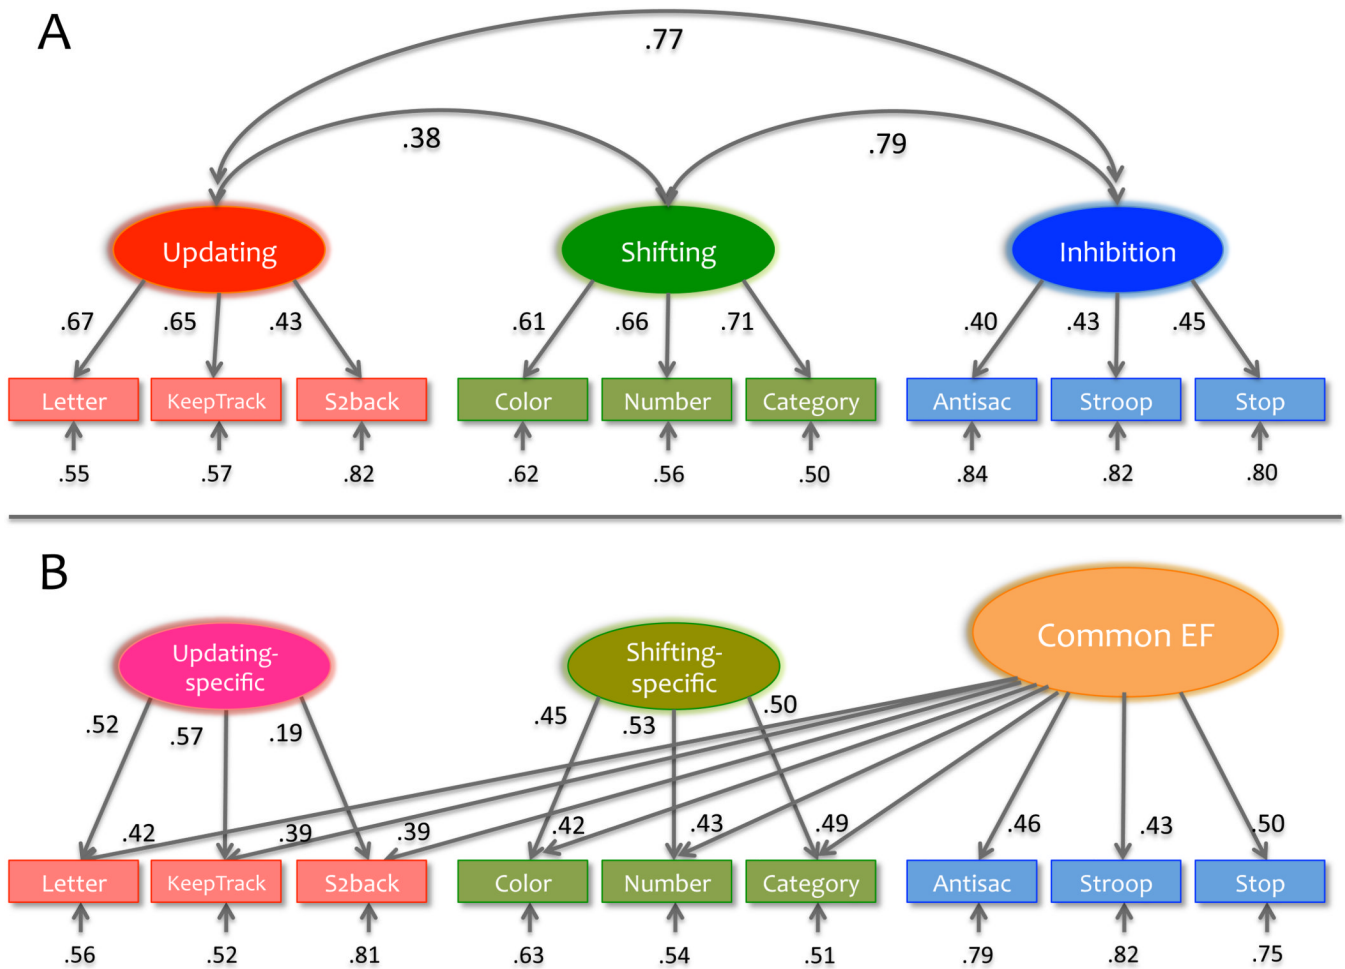 A
.77
.38
.79
Updating
Shifting
Inhibition
.67 .65 .43 .61 .66 .71 .40 .43 .45
Letter KeepTrack S2back Color Number Category Antisac Stroop Stop
.55 .57 .82 .62 .56 .50 .84 .82 .80
B
Updating-
specific
Shifting-
specific
Common EF
.52 .57 .19 .45 .53 .50
.42 .39 .39 .42 .43 .49 .46 .43 .50
Letter KeepTrack S2back Color Number Category Antisac Stroop Stop
.56 .52 .81 .63 .54 .51 .79 .82 .75